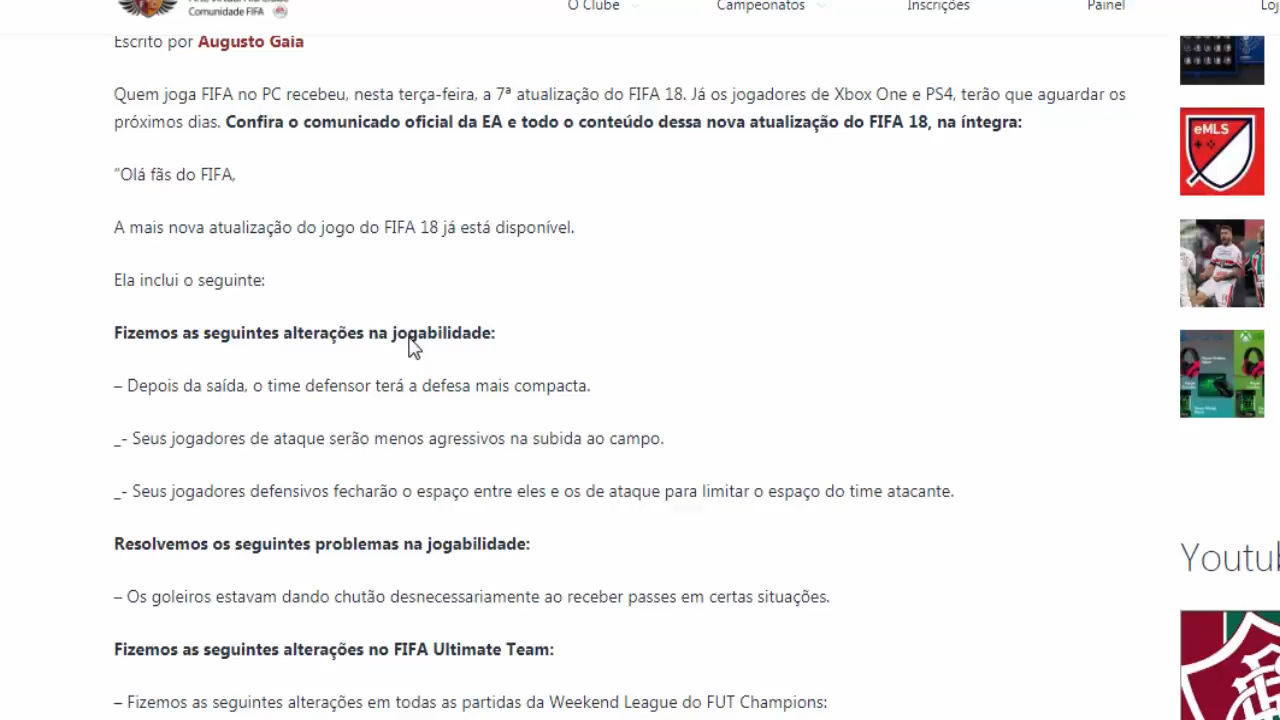 Comunidade FIFA
O Clube
Campeonatos
Inscrições
Painel
Escrito por Augusto Gaia
Quem joga FIFA no PC recebeu, nesta terça-feira, a 7ª atualização do FIFA 18. Já os jogadores de Xbox One e PS4, terão que aguardar os
próximos dias. Confira o comunicado oficial da EA e todo o conteúdo dessa nova atualização do FIFA 18, na íntegra:
“Olá fãs do FIFA,
A mais nova atualização do jogo do FIFA 18 já está disponível.
Ela inclui o seguinte:
Fizemos as seguintes alterações na jogabilidade:
– Depois da saída, o time defensor terá a defesa mais compacta.
_- Seus jogadores de ataque serão menos agressivos na subida ao campo.
_- Seus jogadores defensivos fecharão o espaço entre eles e os de ataque para limitar o espaço do time atacante.
Resolvemos os seguintes problemas na jogabilidade:
– Os goleiros estavam dando chutão desnecessariamente ao receber passes em certas situações.
Fizemos as seguintes alterações no FIFA Ultimate Team:
– Fizemos as seguintes alterações em todas as partidas da Weekend League do FUT Champions:
eMLS